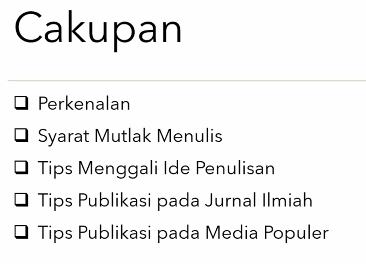 Cakupan
❑ Perkenalan
❑ Syarat Mutlak Menulis
❑ Tips Menggali Ide Penulisan
❑ Tips Publikasi pada Jurnal Ilmiah
❑ Tips Publikasi pada Media Populer